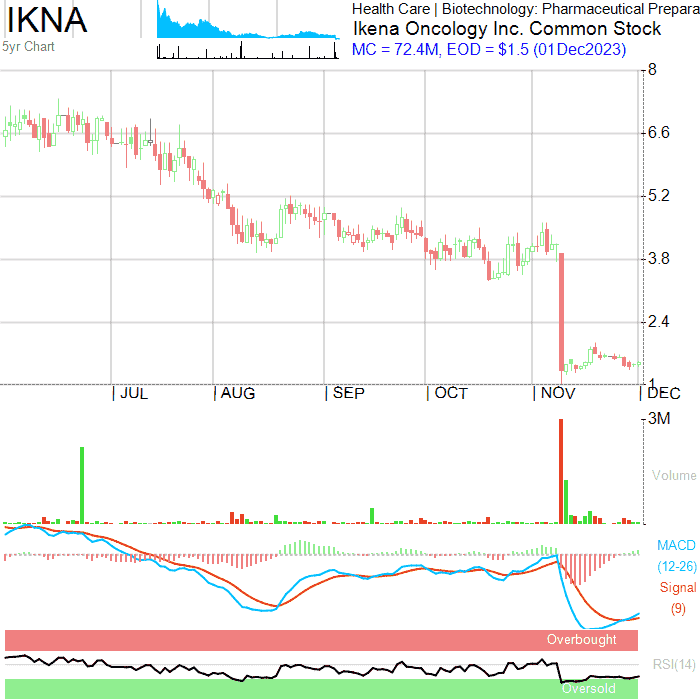 IKNA
5yr Chart
Health Care | Biotechnology: Pharmaceutical Prepara
Ikena Oncology Inc. Common Stock
MC = 72.4M, EOD = $1.5 (01Dec2023)
8
6.6
5.2
3.8
2.4
1
JUL
AUG
SEP
OCT
NOV
DEC
3M
Volume
MACD
(12-26)
Signal
(9)
Overbought
RSI(14)
Oversold